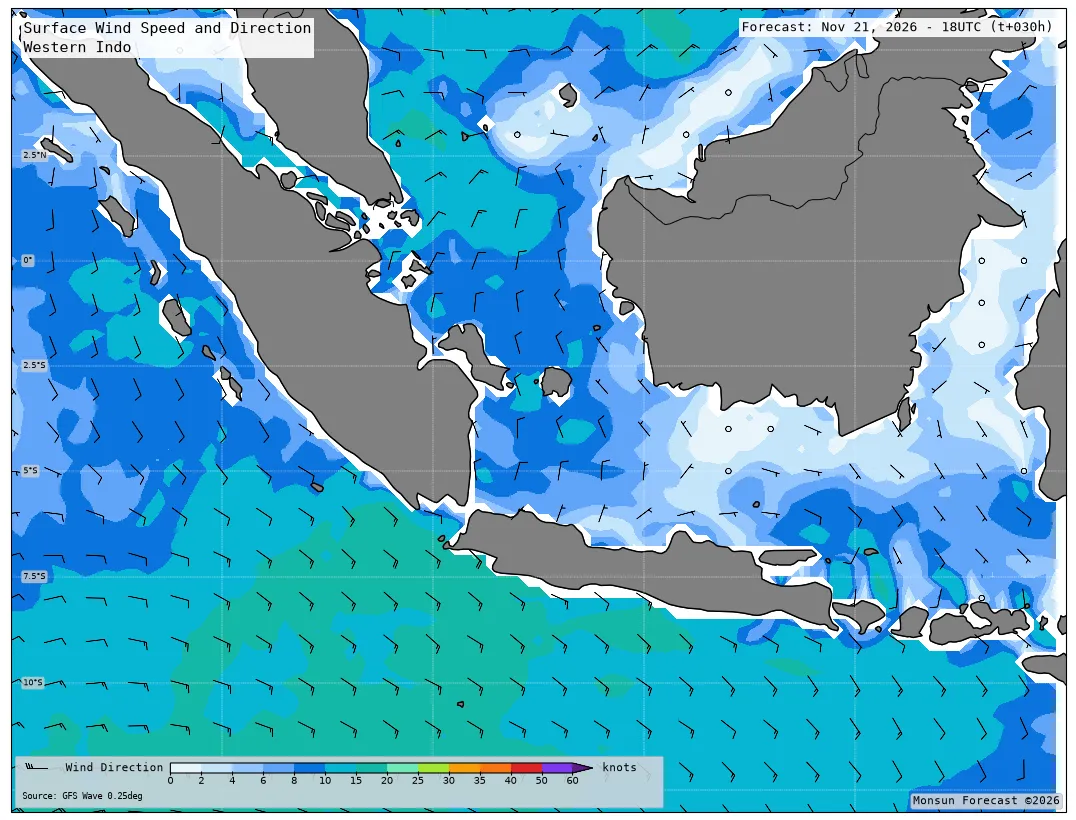 Surface Wind Speed and Direction
Western Indo
Forecast: Nov 21, 2026 - 18UTC (t+030h)
2.5°N
0°
2.5°S
5°S
7.5°S
10°S
Wind Direction
0 2 4 6 8 10 15 20 25 30 35 40 50 60
knots
Source: GFS Wave 0.25deg
Monsun Forecast ©2026